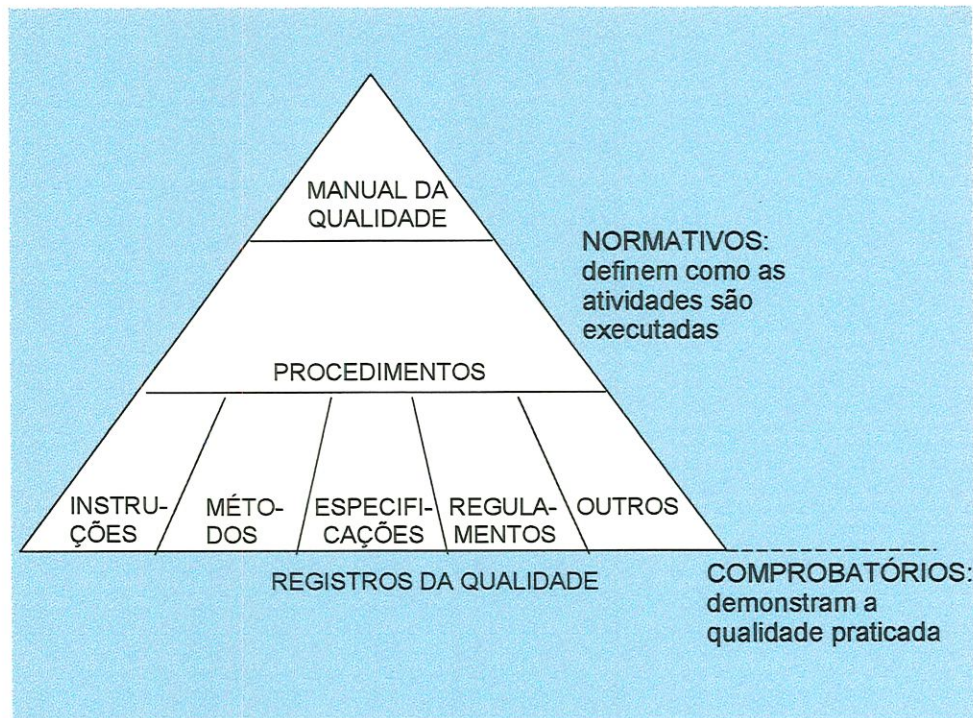 MANUAL DA
QUALIDADE
NORMATIVOS:
definem como as
atividades são
executadas
PROCEDIMENTOS
INSTRU-
ÇÕES
MÉTO-
DOS
ESPECIFI-
CAÇÕES
REGULA-
MENTOS
OUTROS
REGISTROS DA QUALIDADE
COMPROBATÓRIOS:
demonstram a
qualidade praticada